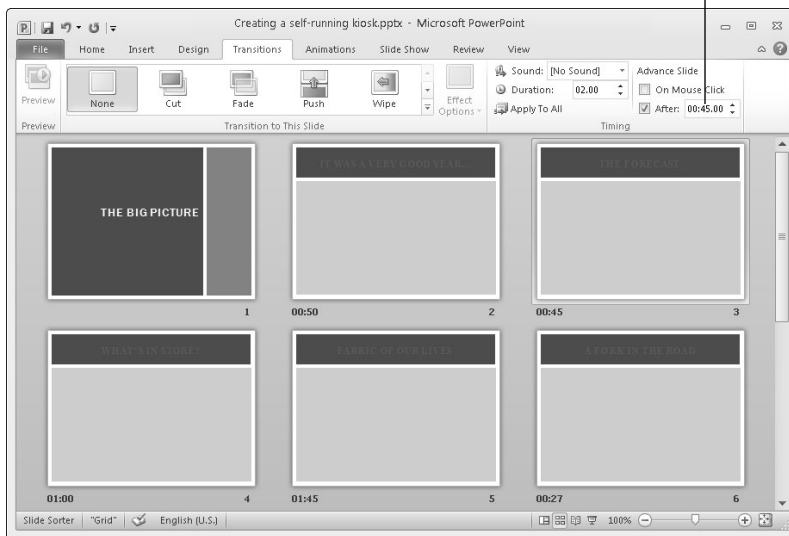 Creating a self-running kiosk.pptx - Microsoft PowerPoint
File Home Insert Design Transitions Animations Slide Show Review View
Preview
None Cut Fade Push Wipe
Effect Options
Sound: [No Sound]
Duration: 02.00
Apply To All
Advance Slide
On Mouse Click
After: 00:45.00
Preview Transition to This Slide Timing
THE BIG PICTURE
IT WAS A VERY GOOD YEAR...
THE FORECAST
1 00:50 2 00:45 3
WHAT'S IN STORE?
FABRIC OF OUR LIVES
A FORK IN THE ROAD
01:00 4 01:45 5 00:27 6
Slide Sorter "Grid" English (U.S.) 100%